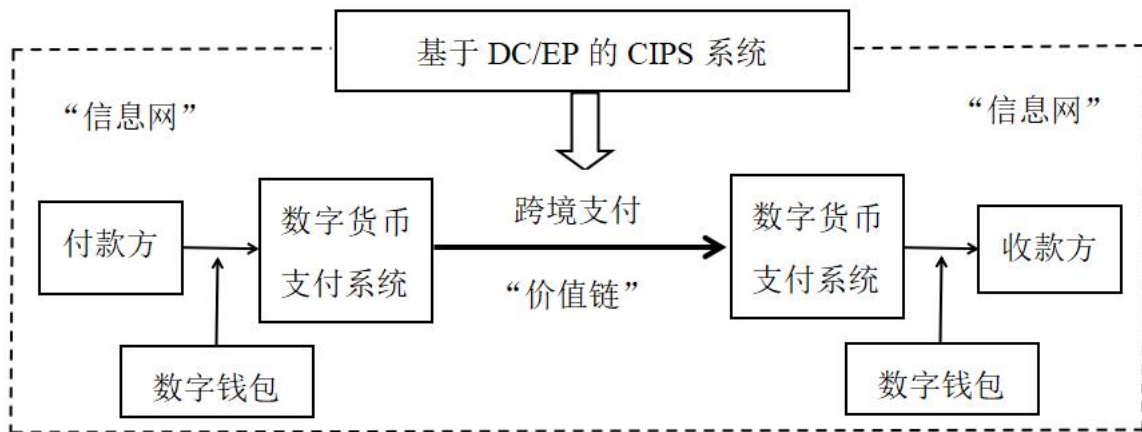 基于 DC/EP 的 CIPS 系统
“信息网”
“信息网”
付款方
数字货币
支付系统
跨境支付
“价值链”
数字货币
支付系统
收款方
数字钱包
数字钱包